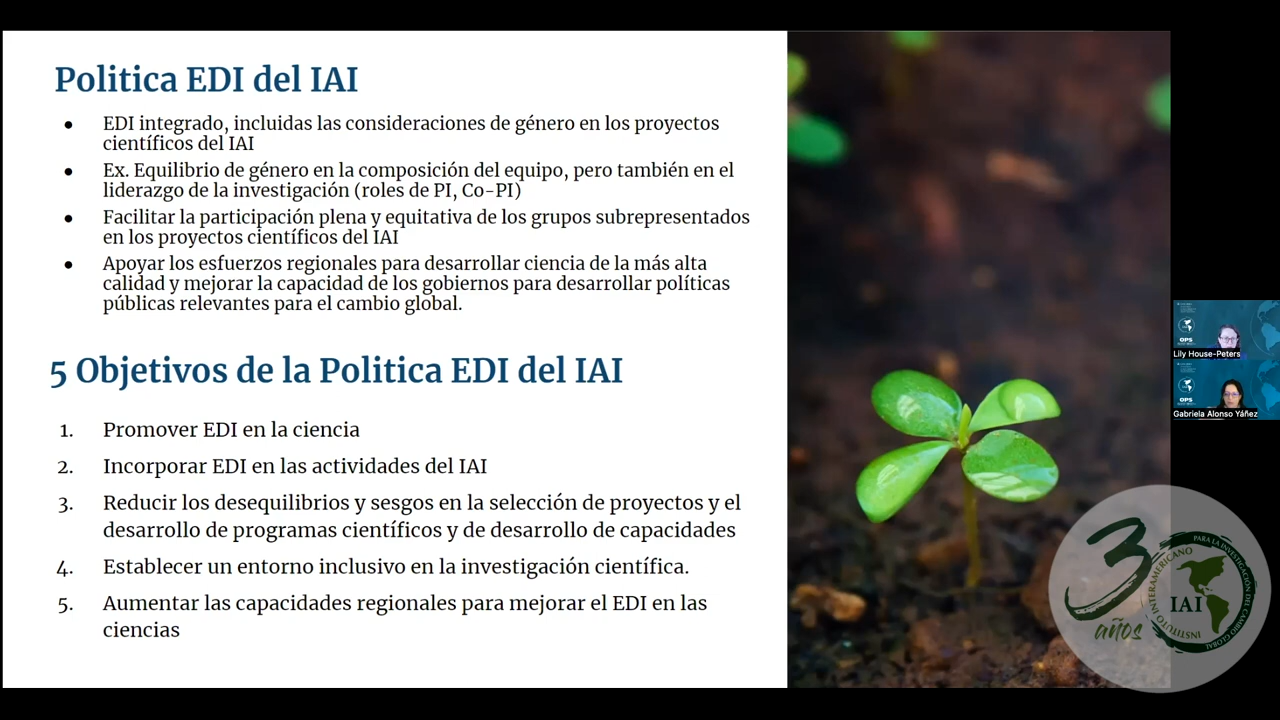 Politica EDI del IAI
● EDI integrado, incluidas las consideraciones de género en los proyectos
científicos del IAI
● Ex. Equilibrio de género en la composición del equipo, pero también en el
liderazgo de la investigación (roles de PI, Co-PI)
● Facilitar la participación plena y equitativa de los grupos subrepresentados
en los proyectos científicos del IAI
● Apoyar los esfuerzos regionales para desarrollar ciencia de la más alta
calidad y mejorar la capacidad de los gobiernos para desarrollar políticas
públicas relevantes para el cambio global.
5 Objetivos de la Politica EDI del IAI
1. Promover EDI en la ciencia
2. Incorporar EDI en las actividades del IAI
3. Reducir los desequilibrios y sesgos en la selección de proyectos y el
desarrollo de programas científicos y de desarrollo de capacidades
4. Establecer un entorno inclusivo en la investigación científica.
5. Aumentar las capacidades regionales para mejorar el EDI en las
ciencias
OPS
Lily House-Peters
OPS
Gabriela Alonso Yáñez
30
años
INSTITUTO INTERAMERICANO
PARA LA INVESTIGACIÓN DEL CAMBIO GLOBAL
IAI